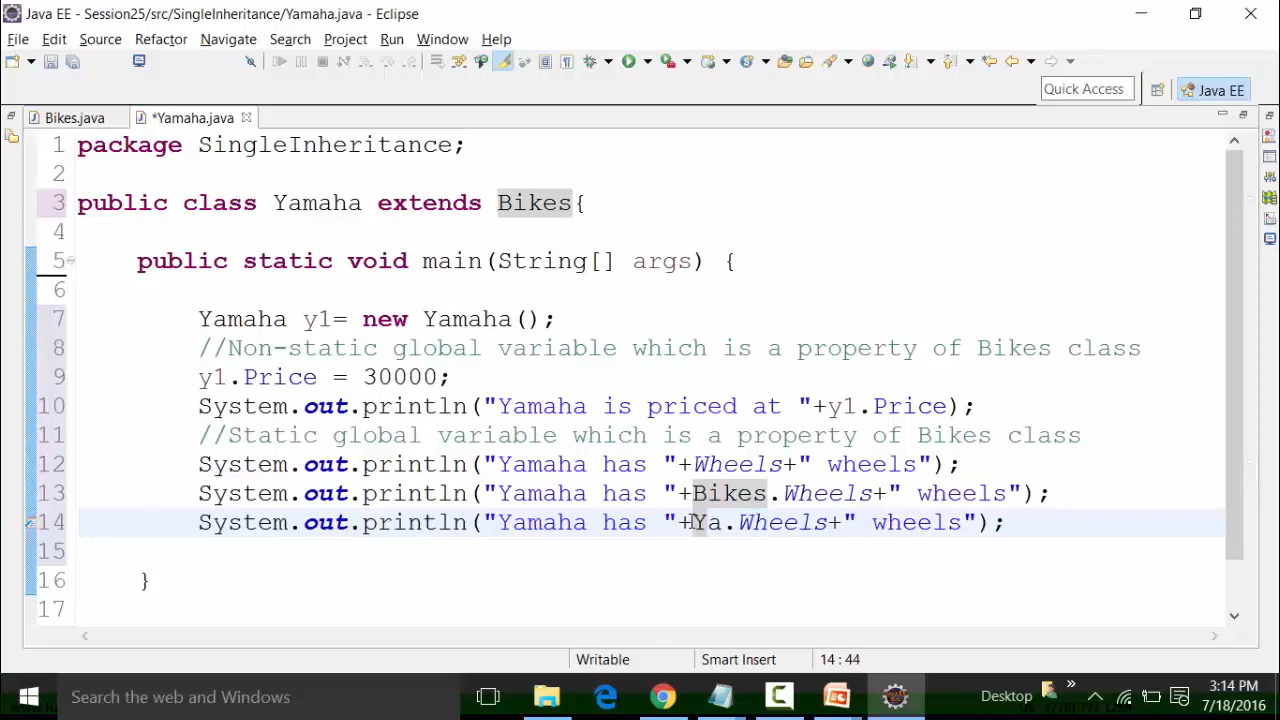 Java EE - Session25/src/SingleInheritance/Yamaha.java - Eclipse
File Edit Source Refactor Navigate Search Project Run Window Help
Quick Access Java EE
Bikes.java *Yamaha.java
1 package SingleInheritance;
2
3 public class Yamaha extends Bikes{
4
5 public static void main(String[] args) {
6
7 Yamaha y1= new Yamaha();
8 //Non-static global variable which is a property of Bikes class
9 y1.Price = 30000;
10 System.out.println("Yamaha is priced at "+y1.Price);
11 //Static global variable which is a property of Bikes class
12 System.out.println("Yamaha has "+Wheels+" wheels");
13 System.out.println("Yamaha has "+Bikes.Wheels+" wheels");
14 System.out.println("Yamaha has "+Ya.Wheels+" wheels");
15
16 }
17
Writable Smart Insert 14 : 44
Search the web and Windows
Desktop
3:14 PM
7/18/2016